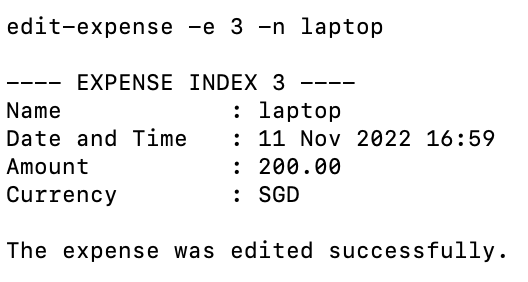 edit-expense -e 3 -n laptop
---- EXPENSE INDEX 3 ----
Name            : laptop
Date and Time   : 11 Nov 2022 16:59
Amount          : 200.00
Currency        : SGD
The expense was edited successfully.